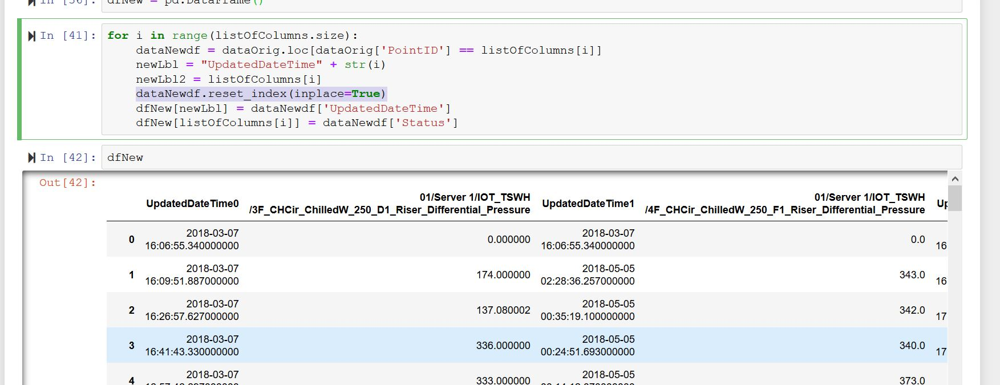 In [36]: dfNew = pd.DataFrame()
In [41]: for i in range(listOfColumns.size):
dataNewdf = dataOrig.loc[dataOrig['PointID'] == listOfColumns[i]]
newLbl = "UpdatedDateTime" + str(i)
newLbl2 = listOfColumns[i]
dataNewdf.reset_index(inplace=True)
dfNew[newLbl] = dataNewdf['UpdatedDateTime']
dfNew[listOfColumns[i]] = dataNewdf['Status']
In [42]: dfNew
Out[42]:
01/Server 1/IOT_TSWH 01/Server 1/IOT_TSWH
UpdatedDateTime0 /3F_CHCir_ChilledW_250_D1_Riser_Differential_Pressure UpdatedDateTime1 /4F_CHCir_ChilledW_250_F1_Riser_Differential_Pressure Up
2018-03-07 2018-03-07
0 16:06:55.340000000 0.000000 16:06:55.340000000 0.0 16
2018-03-07 2018-05-05
1 16:09:51.887000000 174.000000 02:28:36.257000000 343.0 16
2018-03-07 2018-05-05
2 16:26:57.627000000 137.080002 00:35:19.100000000 342.0 17
2018-03-07 2018-05-05
3 16:41:43.330000000 336.000000 00:24:51.693000000 340.0 17
2018-03-07 2018-05-05
4 333.000000 373.0